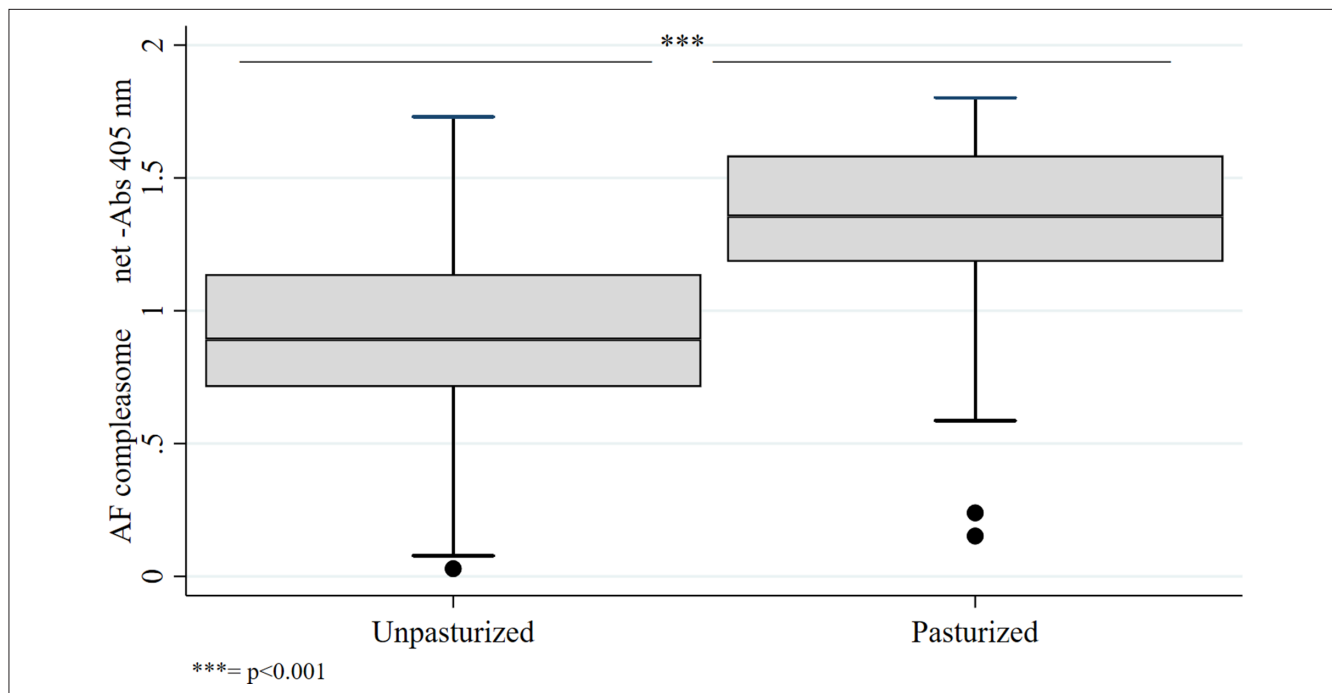 ***
2
1.5
1
.5
0
AF compleasome net -Abs 405 nm
Unpasturized
Pasturized
***= p<0.001